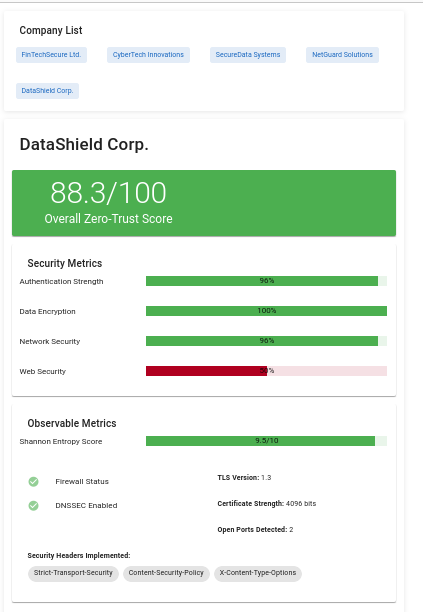 Company List
FinTechSecure Ltd. CyberTech Innovations SecureData Systems NetGuard Solutions
DataShield Corp.
DataShield Corp.
88.3/100
Overall Zero-Trust Score
Security Metrics
Authentication Strength 96%
Data Encryption 100%
Network Security 96%
Web Security 50%
Observable Metrics
Shannon Entropy Score 9.5/10
Firewall Status
DNSSEC Enabled
TLS Version: 1.3
Certificate Strength: 4096 bits
Open Ports Detected: 2
Security Headers Implemented:
Strict-Transport-Security Content-Security-Policy X-Content-Type-Options